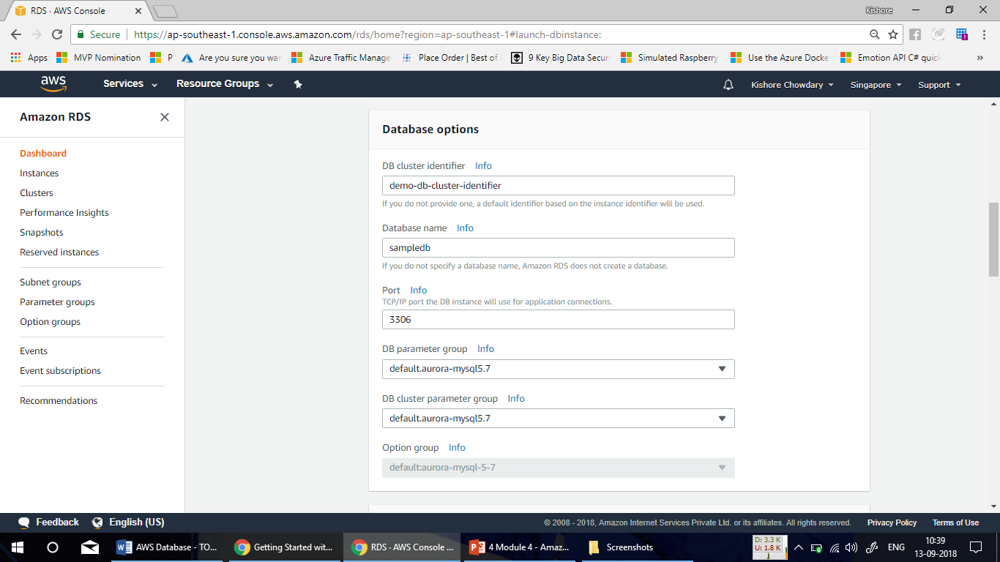 RDS · AWS Console
Kishore
Secure
https://ap-southeast-1.console.aws.amazon.com/rds/home?region=ap-southeast-1#launch-dbinstance:
Apps
MVP Nomination
P
Are you sure you wan
Azure Traffic Manage
Place Order | Best of
9 Key Big Data Securi
Simulated Raspberry
Use the Azure Docke
Emotion API C# quick
»
aws
Services
Resource Groups
Kishore Chowdary
Singapore
Support
Amazon RDS
Dashboard
Instances
Clusters
Performance Insights
Snapshots
Reserved instances
Subnet groups
Parameter groups
Option groups
Events
Event subscriptions
Recommendations
Database options
DB cluster identifier Info
demo-db-cluster-identifier
If you do not provide one, a default identifier based on the instance identifier will be used.
Database name Info
sampledb
If you do not specify a database name, Amazon RDS does not create a database.
Port Info
TCP/IP port the DB instance will use for application connections.
3306
DB parameter group Info
default.aurora-mysql5.7
DB cluster parameter group Info
default.aurora-mysql5.7
Option group Info
default:aurora-mysql-5-7
Feedback
English (US)
© 2008 - 2018, Amazon Internet Services Private Ltd. or its affiliates. All rights reserved.
Privacy Policy
Terms of Use
AWS Database - TO...
Getting Started wit...
RDS · AWS Console ...
4 Module 4 - Amaz...
Screenshots
D: 3.3 K
U: 1.8 K
ENG
10:39
13-09-2018